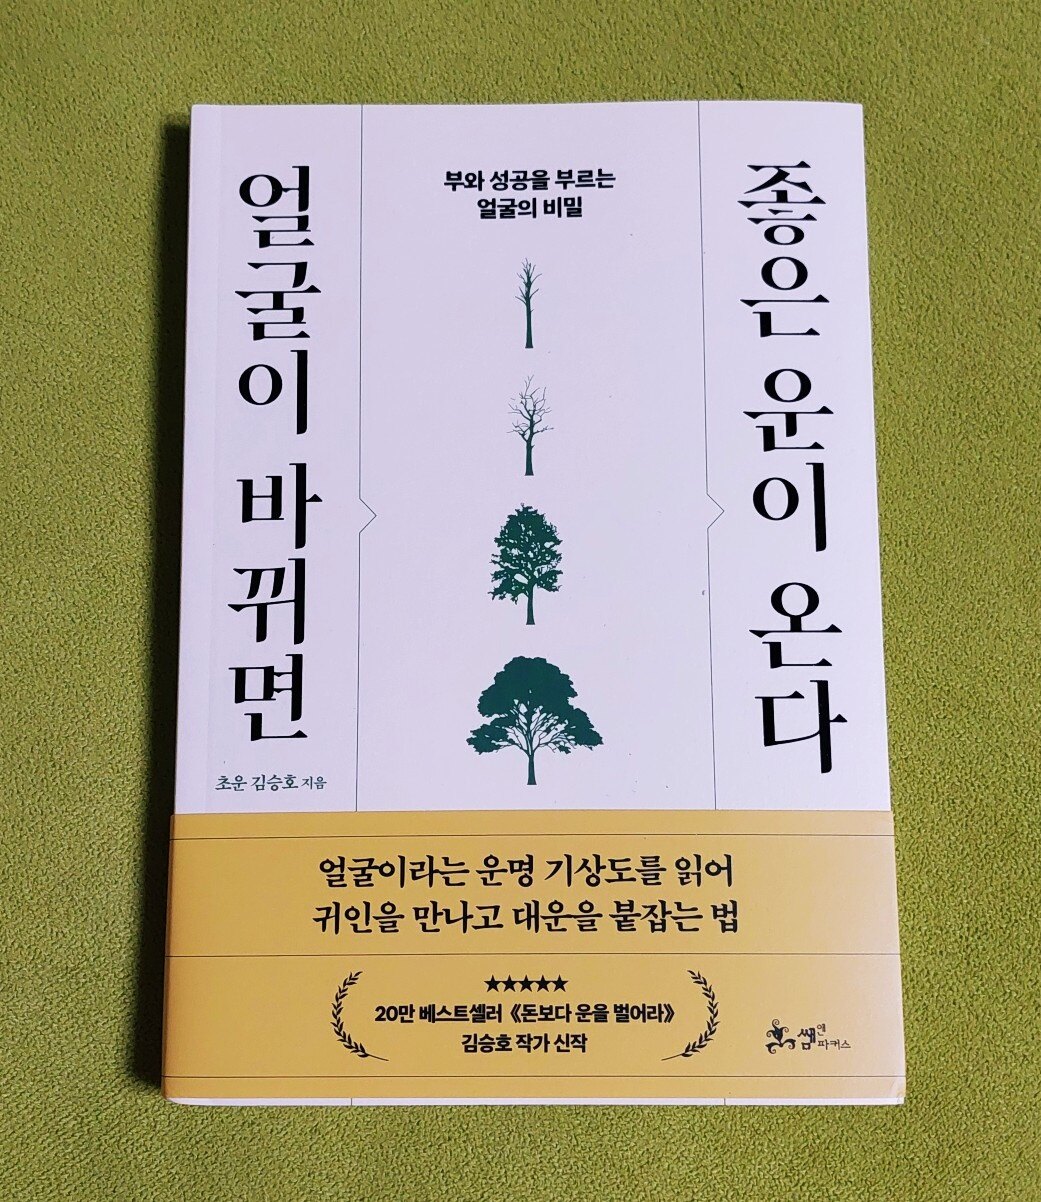 얼굴이 바뀌면
좋은 운이 온다
부와 성공을 부르는
얼굴의 비밀
초운 김승호 지음
얼굴이라는 운명 기상도를 읽어
귀인을 만나고 대운을 붙잡는 법
★★★★★
20만 베스트셀러 《돈보다 운을 벌어라》
김승호 작가 신작
쌤앤파커스